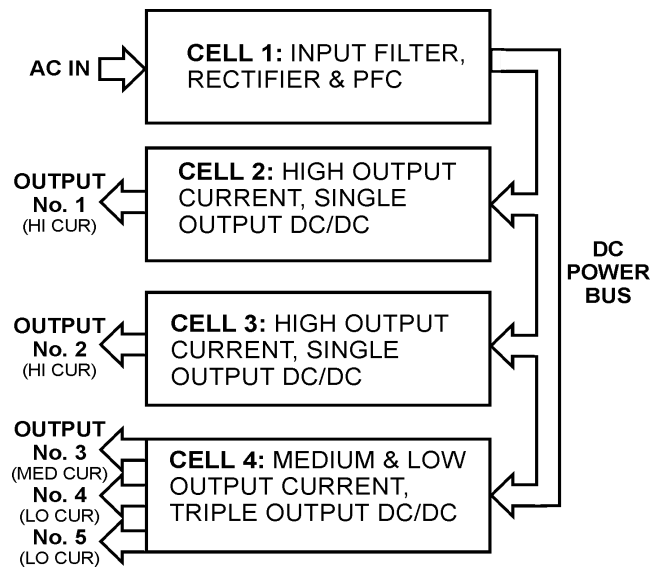 AC IN
CELL 1: INPUT FILTER,
RECTIFIER & PFC
OUTPUT
No. 1
(HI CUR)
CELL 2: HIGH OUTPUT
CURRENT, SINGLE
OUTPUT DC/DC
DC
POWER
BUS
OUTPUT
No. 2
(HI CUR)
CELL 3: HIGH OUTPUT
CURRENT, SINGLE
OUTPUT DC/DC
OUTPUT
No. 3
(MED CUR)
No. 4
(LO CUR)
No. 5
(LO CUR)
CELL 4: MEDIUM & LOW
OUTPUT CURRENT,
TRIPLE OUTPUT DC/DC